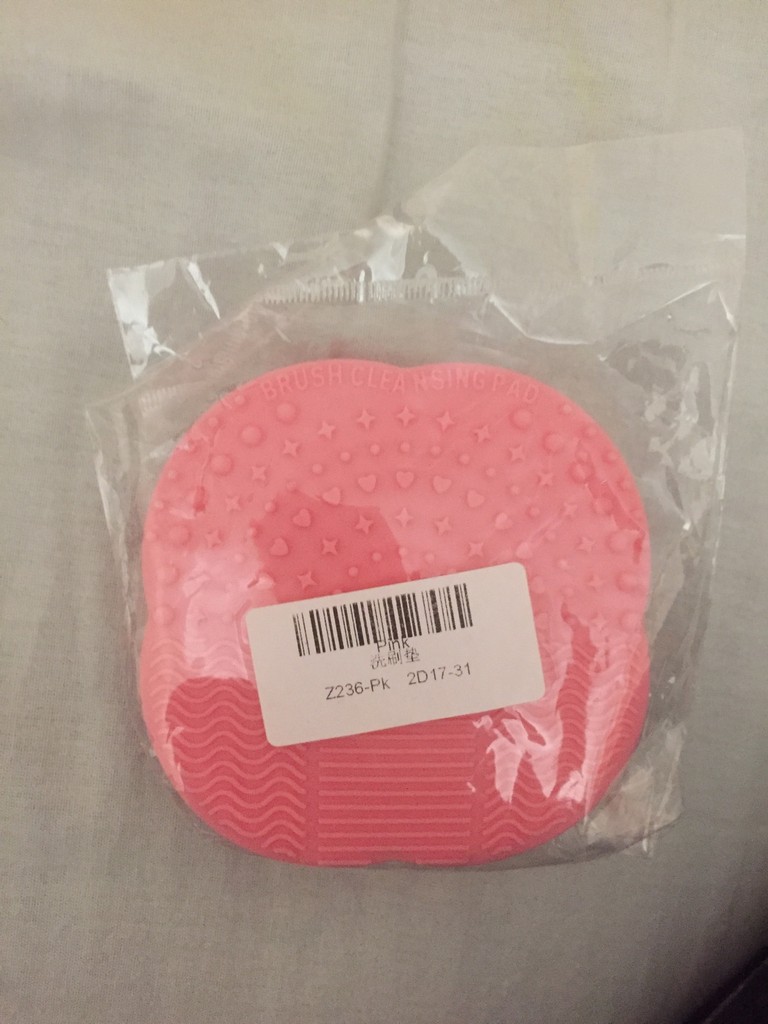 BRUSH CLEANSING PAD
Pink
洗刷垫
Z236-Pk 2D17-31